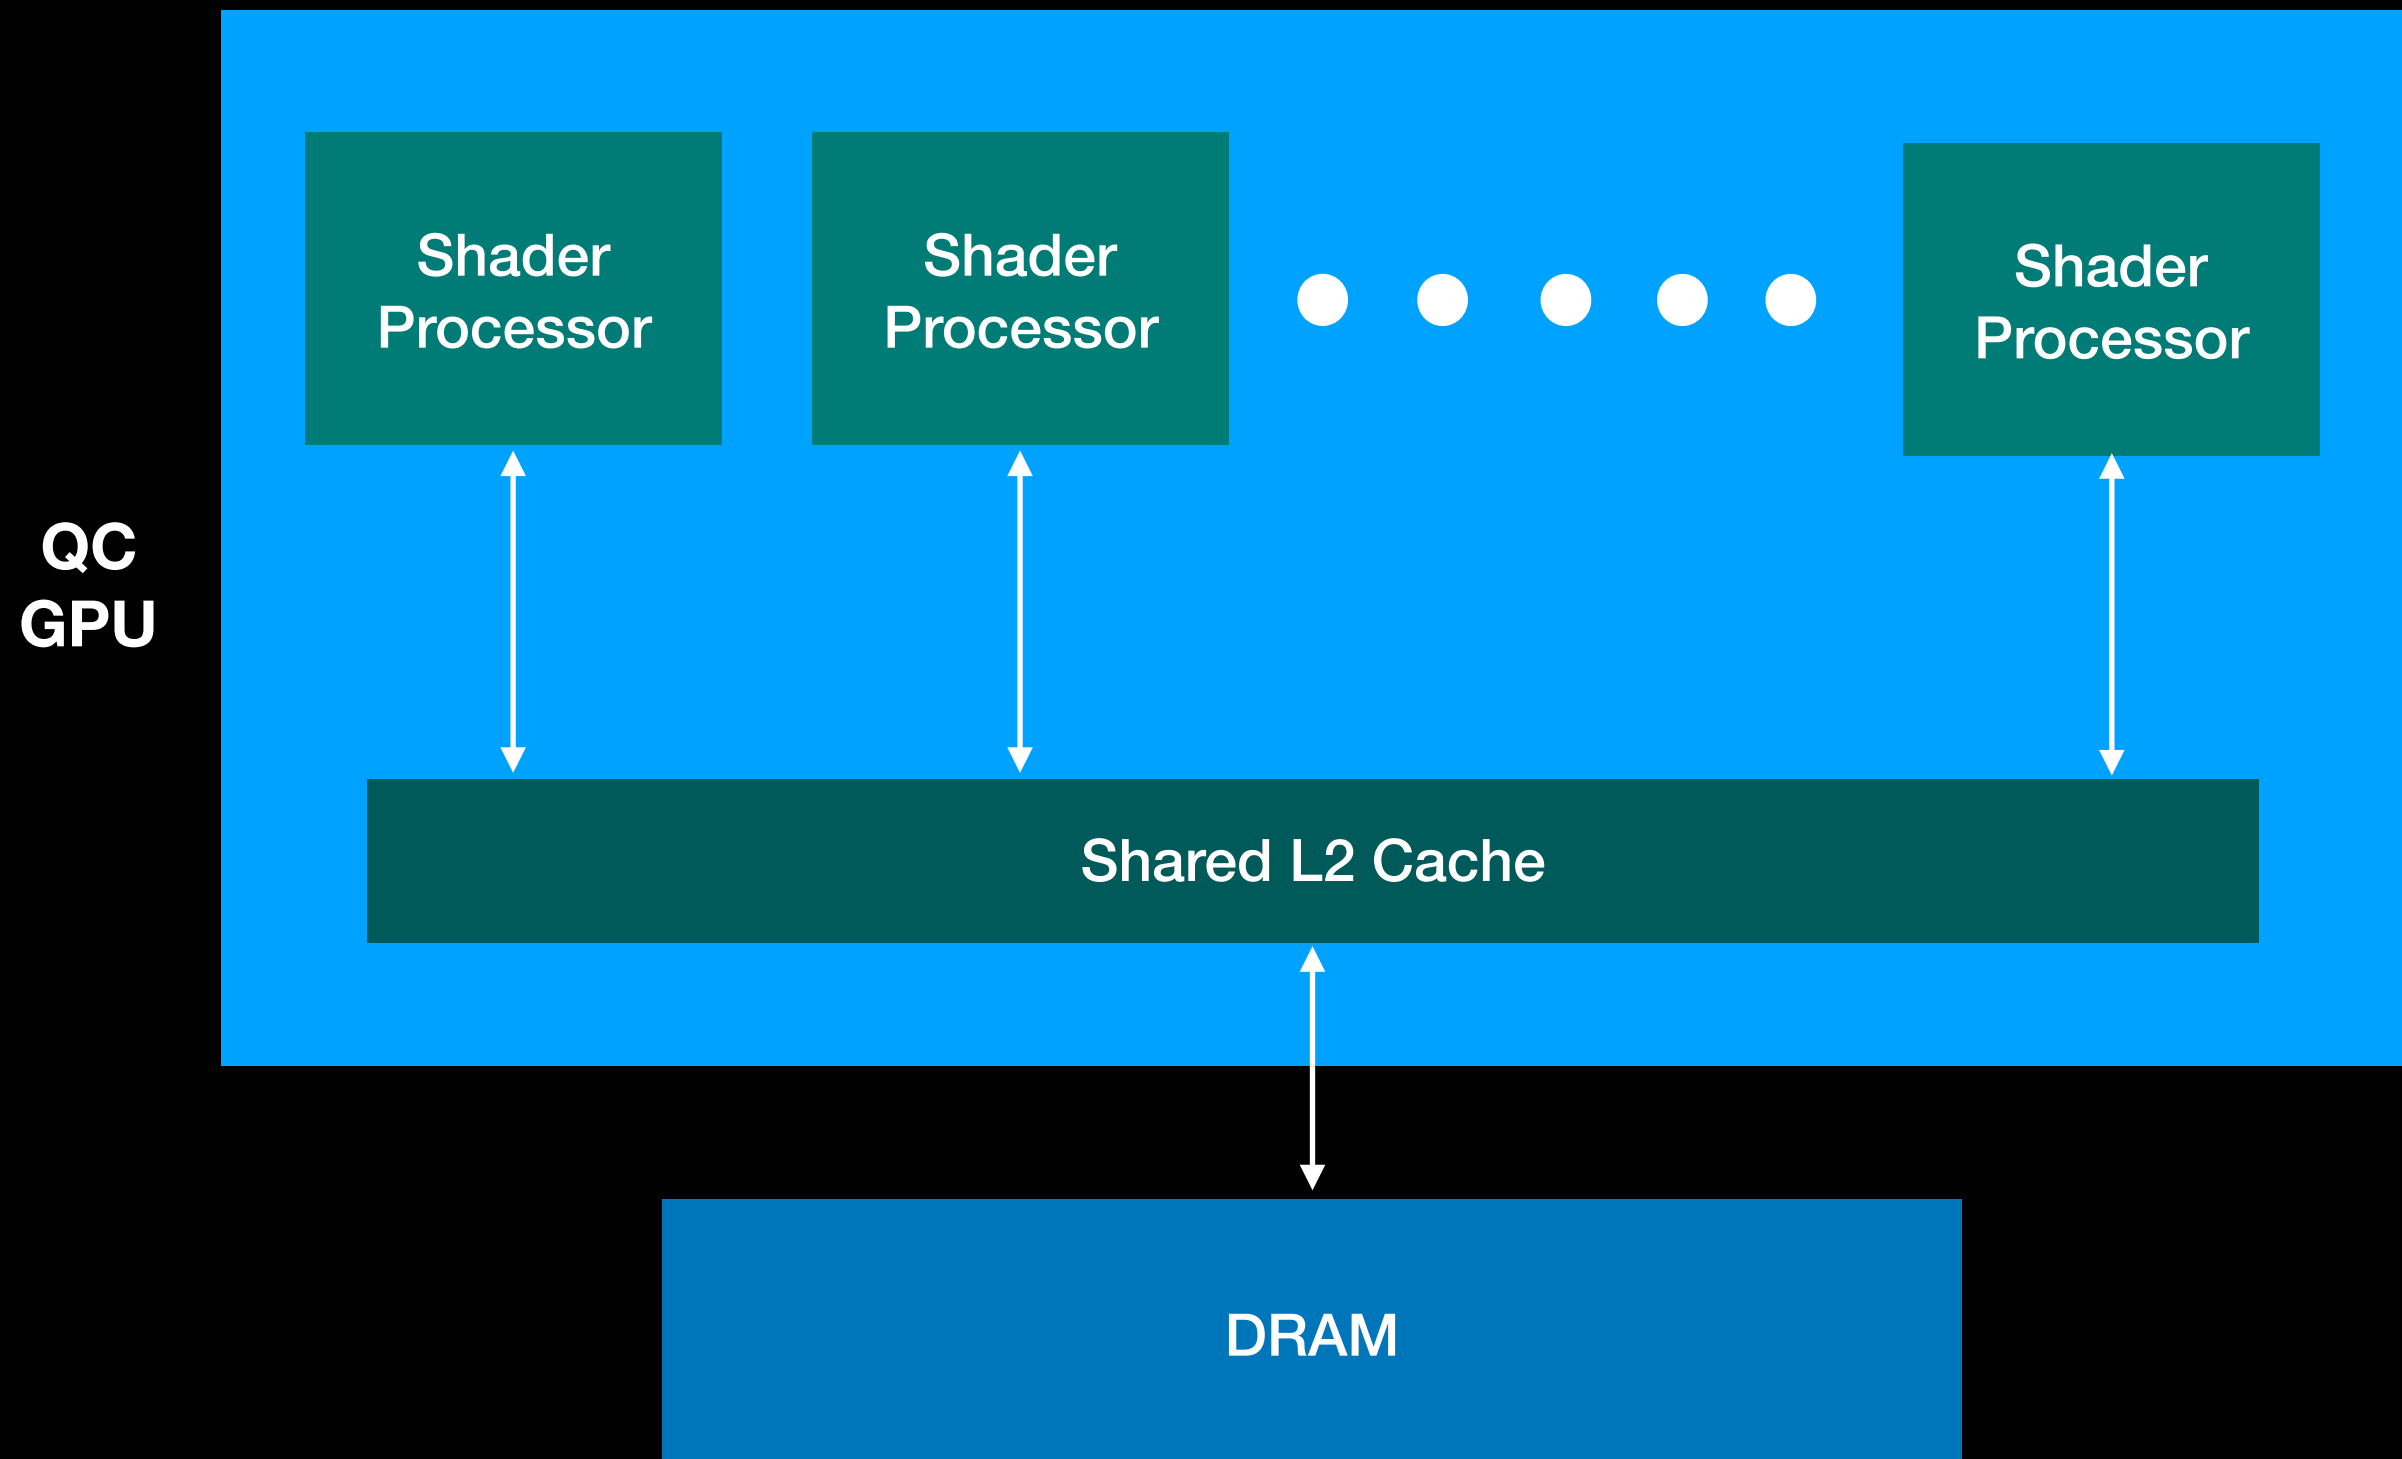 Shader
Processor
Shader
Processor
Shader
Processor
QC
GPU
Shared L2 Cache
DRAM